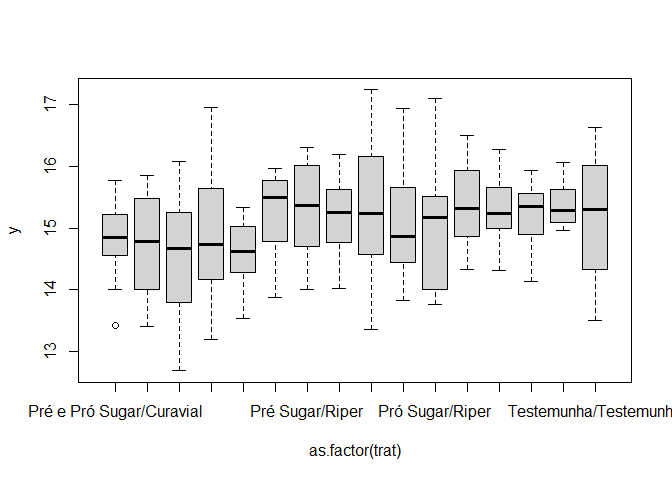 17
16
15
14
13
y
Pré e Pró Sugar/Curavial Pré Sugar/Riper Pró Sugar/Riper Testemunha/Testemunh
as.factor(trat)